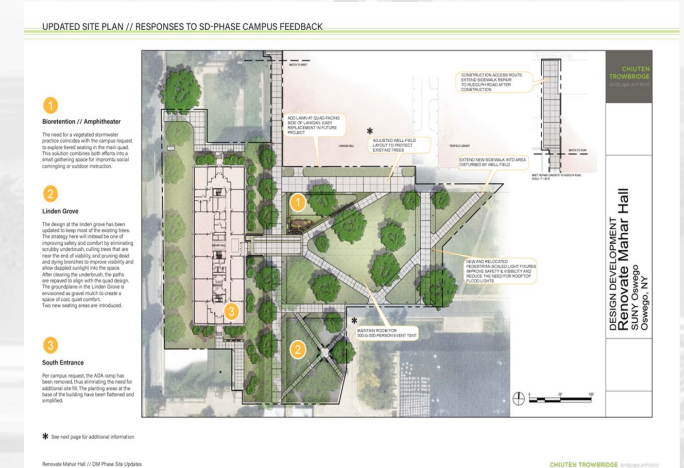 UPDATED SITE PLAN // RESPONSES TO SD-PHASE CAMPUS FEEDBACK
1
Bioretention // Amphitheater
The need for a vegetated stormwater
practice coincides with the campus request
to explore tiered seating in the main quad.
This solution combines both efforts into a
small gathering space for impromtu social
comingling or outdoor instruction.
2
Linden Grove
The design at the linden grove has been
updated to keep most of the existing trees.
The strategy here will instead be one of
improving safety and comfort by eliminating
scrubby underbrush, culling trees that are
near the end of viability, and pruning dead
and dying branches to improve visibility and
allow dappled sunlight into the space.
After clearing the underbrush, the paths
are repaved to align with the quad design.
The groundplane in the Linden Grove is
envisioned as gravel mulch to create a
space of cool, quiet comfort.
Two new seating areas are introduced.
3
South Entrance
Per campus request, the ADA ramp has
been removed, thus eliminating the need for
additional site fill. The planting areas at the
base of the building have been flattened and
simplified.
* See next page for additional information
ADD LAWN AT QUAD-FACING
SIDE OF LANIGAN. EASY
REPLACEMENT IN FUTURE
PROJECT
*
ADJUSTED WELL-FIELD
LAYOUT TO PROTECT
EXISTING TREES
CONSTRUCTION ACCESS ROUTE
EXTEND SIDEWALK REPAIR
TO RUDOLPH ROAD AFTER
CONSTRUCTION
EXTEND NEW SIDEWALK INTO AREA
DISTURBED BY WELL FIELD
NEW AND RELOCATED
PEDESTRIAN-SCALED LIGHT FIXTURES
IMPROVE SAFETY & VISIBILITY AND
REDUCE THE NEED FOR ROOFTOP
FLOOD LIGHTS
*
MAINTAIN ROOM FOR
1
2
3
CHIUTEN
TROWBRIDGE
landscape architects
DESIGN DEVELOPMENT
Renovate Mahar Hall
SUNY Oswego
Oswego, NY
Renovate Mahar Hall // DM Phase Site Updates
CHIUTEN TROWBRIDGE landscape architects